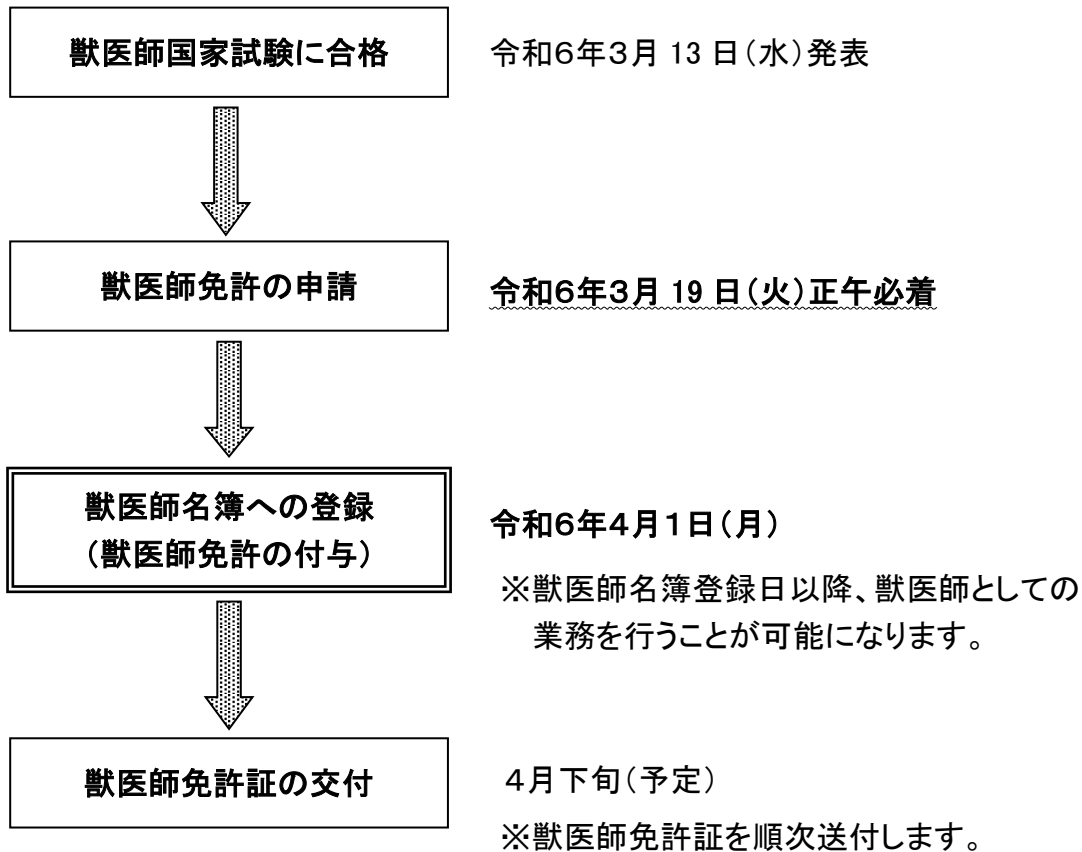 獣医師国家試験に合格
令和6年3月 13 日(水)発表
獣医師免許の申請
令和6年3月 19 日(火)正午必着
獣医師名簿への登録
(獣医師免許の付与)
令和6年4月1日(月)
※獣医師名簿登録日以降、獣医師としての
業務を行うことが可能になります。
獣医師免許証の交付
4月下旬(予定)
※獣医師免許証を順次送付します。